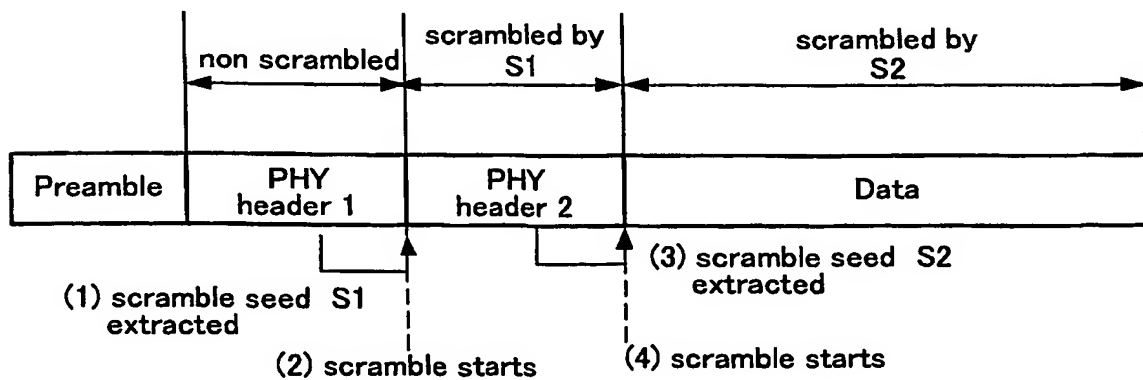 non scrambled
scrambled by
S1
scrambled by
S2
Preamble
PHY
header 1
PHY
header 2
Data
(1) scramble seed S1
extracted
(2) scramble starts
(3) scramble seed S2
extracted
(4) scramble starts